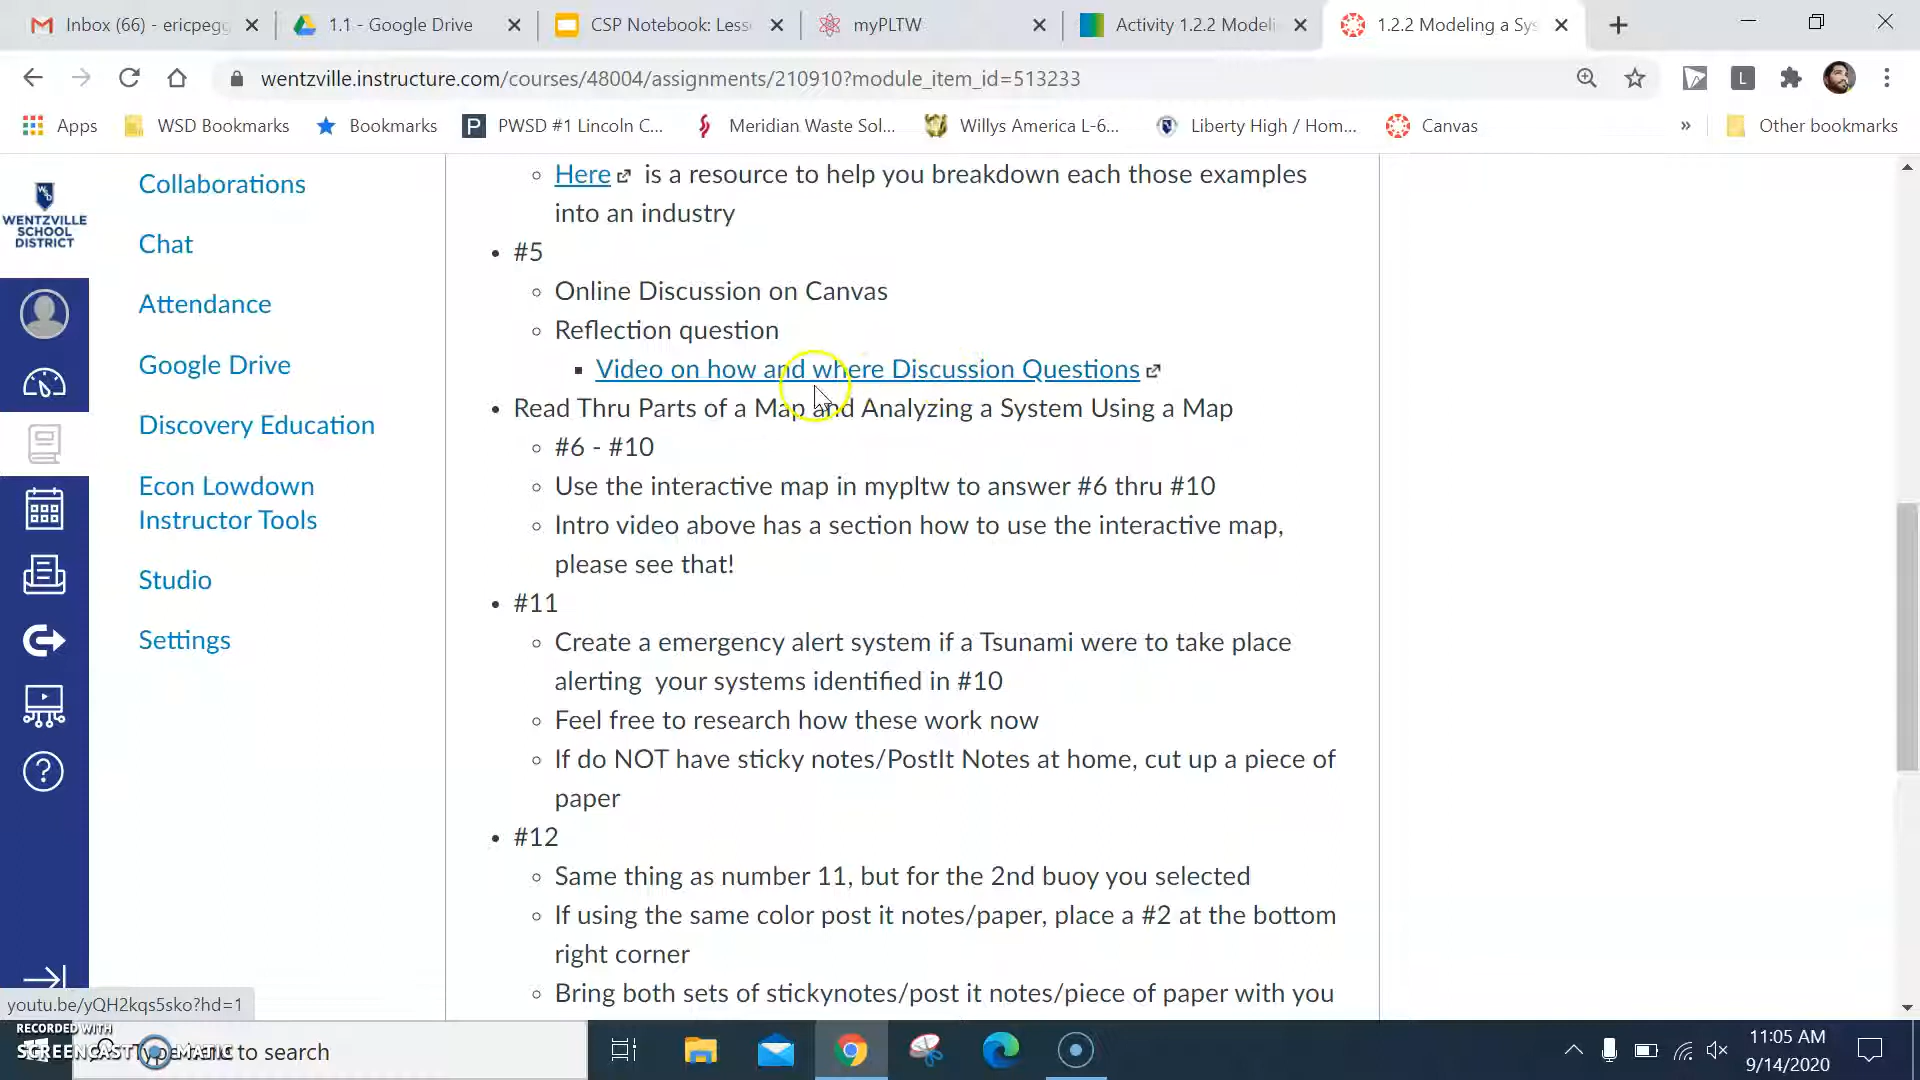 Inbox (66) - ericpegg
1.1 - Google Drive
CSP Notebook: Less
myPLTW
Activity 1.2.2 Modeli
1.2.2 Modeling a Sys
wentzville.instructure.com/courses/48004/assignments/210910?module_item_id=513233
L
Apps
WSD Bookmarks
Bookmarks
P PWSD #1 Lincoln C...
Meridian Waste Sol...
Willys America L-6...
Liberty High / Hom...
Canvas
»
Other bookmarks
WENTZVILLE
SCHOOL
DISTRICT
Collaborations
Chat
Attendance
Google Drive
Discovery Education
Econ Lowdown
Instructor Tools
Studio
Settings
Here is a resource to help you breakdown each those examples
into an industry
#5
Online Discussion on Canvas
Reflection question
Video on how and where Discussion Questions
Read Thru Parts of a Map and Analyzing a System Using a Map
#6 - #10
Use the interactive map in mypltw to answer #6 thru #10
Intro video above has a section how to use the interactive map,
please see that!
#11
Create a emergency alert system if a Tsunami were to take place
alerting  your systems identified in #10
Feel free to research how these work now
If do NOT have sticky notes/PostIt Notes at home, cut up a piece of
paper
#12
Same thing as number 11, but for the 2nd buoy you selected
If using the same color post it notes/paper, place a #2 at the bottom
right corner
Bring both sets of stickynotes/post it notes/piece of paper with you
youtu.be/yQH2kqs5sko?hd=1
RECORDED WITH
SCREENCAST MATIC
Type here to search
11:05 AM
9/14/2020